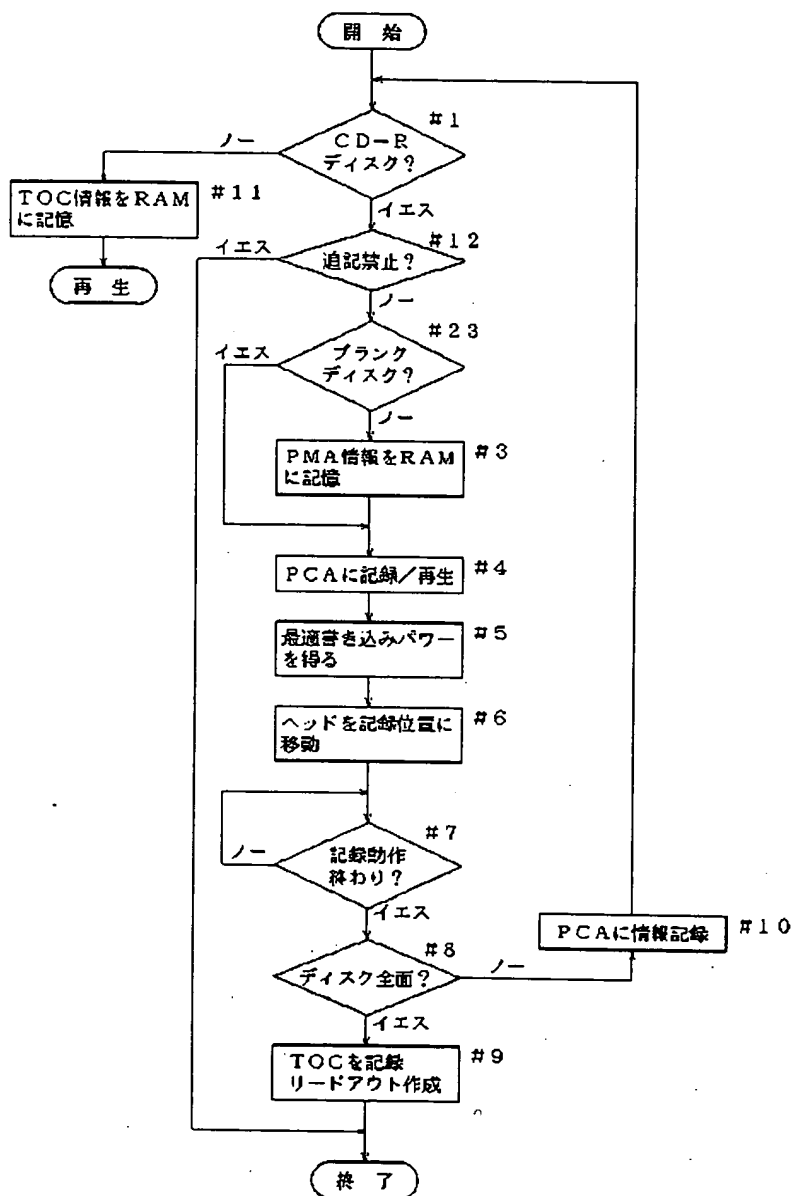 開 始
#1
CD-R
ディスク?
ノー
イエス
TOC情報をRAM
に記憶
#11
再 生
#12
追記禁止?
イエス
ノー
#23
ブランク
ディスク?
イエス
ノー
PMA情報をRAM
に記憶
#3
PCAに記録/再生
#4
最適書き込みパワー
を得る
#5
ヘッドを記録位置に
移動
#6
#7
記録動作
終わり?
ノー
イエス
#8
ディスク全面?
ノー
イエス
PCAに情報記録
#10
TOCを記録
リードアウト作成
#9
終 了